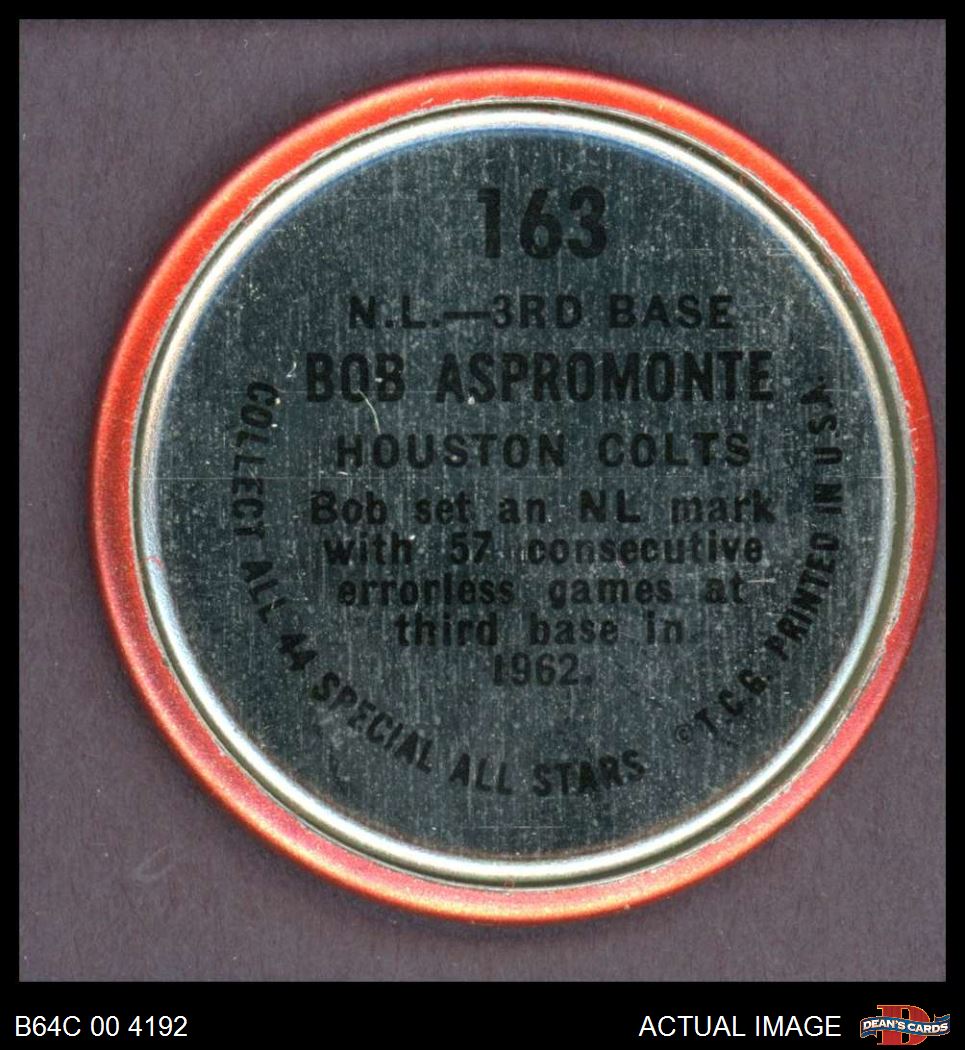 163
N.L.—3RD BASE
BOB ASPROMONTE
HOUSTON COLTS
Bob set an NL mark
with 57 consecutive
errorless games at
third base in
1962.
COLLECT ALL 44 SPECIAL ALL STARS
© T.C.G. PRINTED IN U.S.A.
B64C 00 4192
ACTUAL IMAGE
D
DEAN'S CARDS